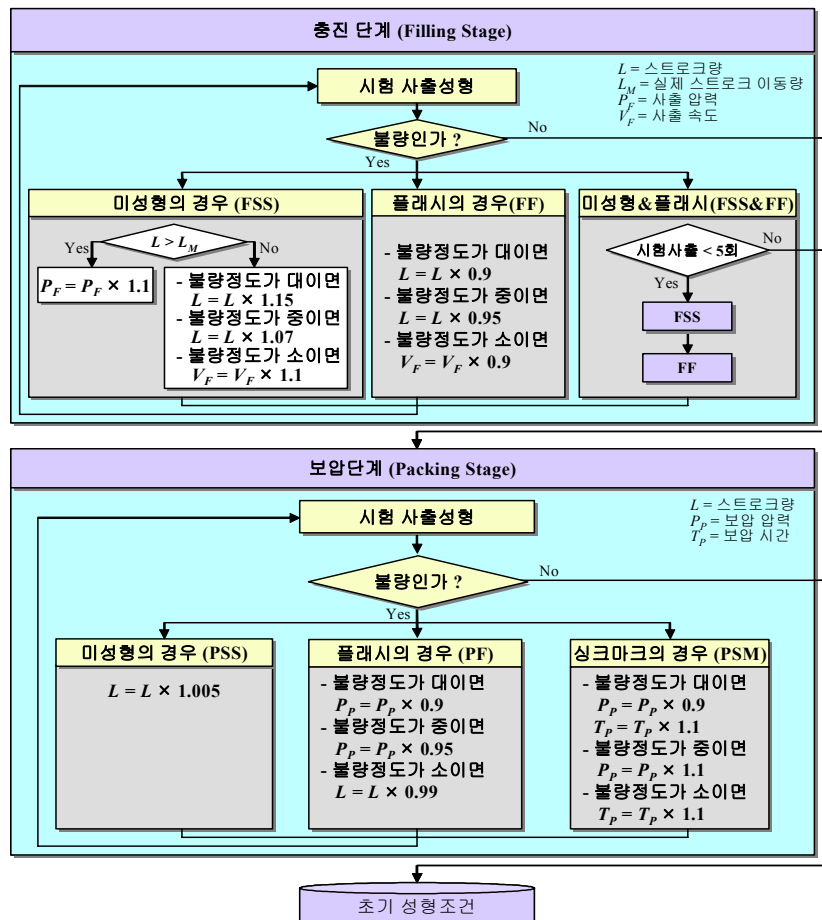 충진 단계 (Filling Stage)
시험 사출성형
L = 스트로크량
L_M = 실제 스트로크 이동량
P_F = 사출 압력
V_F = 사출 속도
불량인가 ?
No
Yes
미성형의 경우 (FSS)
Yes
L > L_M
No
P_F = P_F × 1.1
- 불량정도가 대이면
L = L × 1.15
- 불량정도가 중이면
L = L × 1.07
- 불량정도가 소이면
V_F = V_F × 1.1
플래시의 경우(FF)
- 불량정도가 대이면
L = L × 0.9
- 불량정도가 중이면
L = L × 0.95
- 불량정도가 소이면
V_F = V_F × 0.9
미성형&플래시(FSS&FF)
시험사출 < 5회
No
Yes
FSS
FF
보압단계 (Packing Stage)
시험 사출성형
L = 스트로크량
P_P = 보압 압력
T_P = 보압 시간
불량인가 ?
No
Yes
미성형의 경우 (PSS)
L = L × 1.005
플래시의 경우 (PF)
- 불량정도가 대이면
P_P = P_P × 0.9
- 불량정도가 중이면
P_P = P_P × 0.95
- 불량정도가 소이면
L = L × 0.99
싱크마크의 경우 (PSM)
- 불량정도가 대이면
P_P = P_P × 0.9
T_P = T_P × 1.1
- 불량정도가 중이면
P_P = P_P × 1.1
- 불량정도가 소이면
T_P = T_P × 1.1
초기 성형조건